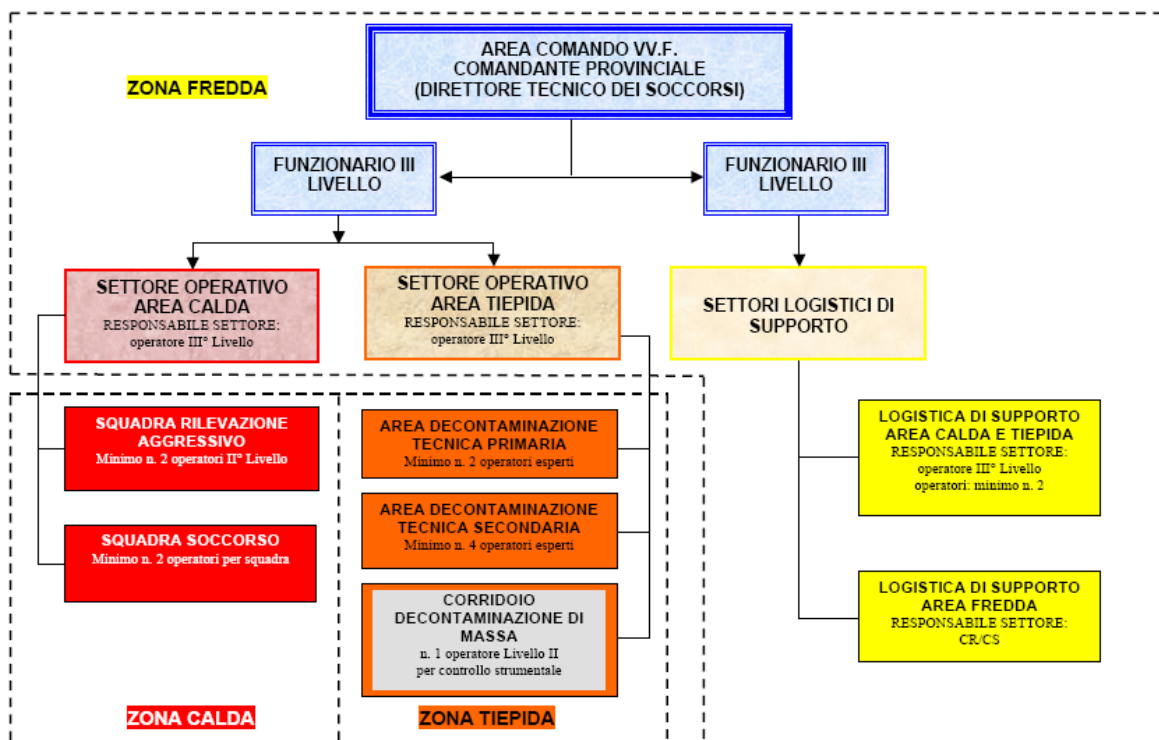 AREA COMANDO VV.F.
COMANDANTE PROVINCIALE
(DIRETTORE TECNICO DEI SOCCORSI)
ZONA FREDDA
FUNZIONARIO III
LIVELLO
FUNZIONARIO III
LIVELLO
SETTORE OPERATIVO
AREA CALDA
RESPONSABILE SETTORE:
operatore III° Livello
SETTORE OPERATIVO
AREA TIEPIDA
RESPONSABILE SETTORE:
operatore III° Livello
SETTORI LOGISTICI DI
SUPPORTO
SQUADRA RILEVAZIONE
AGGRESSIVO
Minimo n. 2 operatori II° Livello
AREA DECONTAMINAZIONE
TECNICA PRIMARIA
Minimo n. 2 operatori esperti
LOGISTICA DI SUPPORTO
AREA CALDA E TIEPIDA
RESPONSABILE SETTORE:
operatore III° Livello
operatori: minimo n. 2
SQUADRA SOCCORSO
Minimo n. 2 operatori per squadra
AREA DECONTAMINAZIONE
TECNICA SECONDARIA
Minimo n. 4 operatori esperti
CORRIDOIO
DECONTAMINAZIONE DI
MASSA
n. 1 operatore Livello II
per controllo strumentale
LOGISTICA DI SUPPORTO
AREA FREDDA
RESPONSABILE SETTORE:
CR/CS
ZONA CALDA
ZONA TIEPIDA